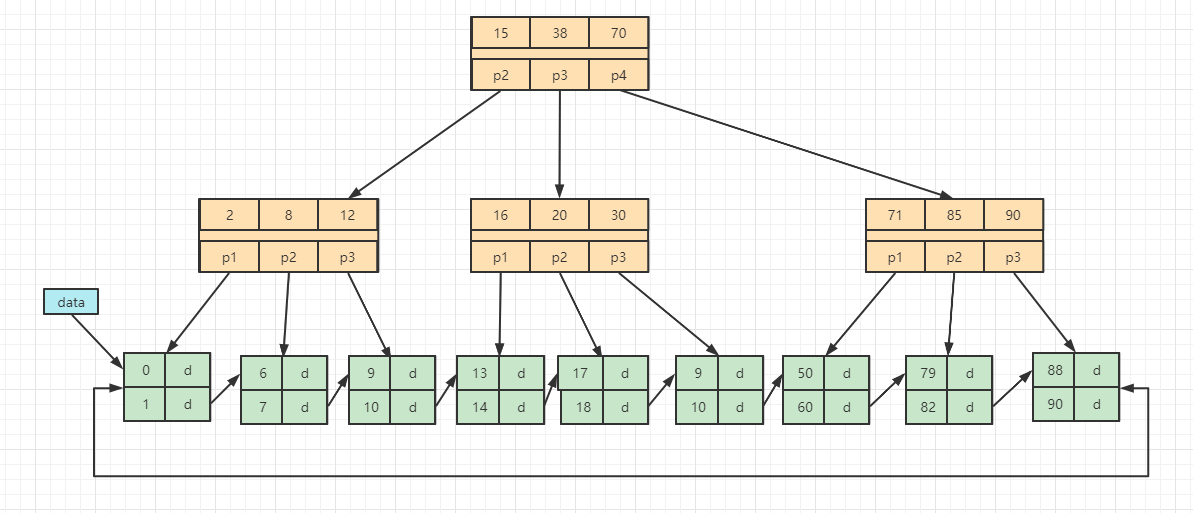 15 38 70
p2 p3 p4
2 8 12
p1 p2 p3
16 20 30
p1 p2 p3
71 85 90
p1 p2 p3
data
0 d
1 d
6 d
7 d
9 d
10 d
13 d
14 d
17 d
18 d
9 d
10 d
50 d
60 d
79 d
82 d
88 d
90 d